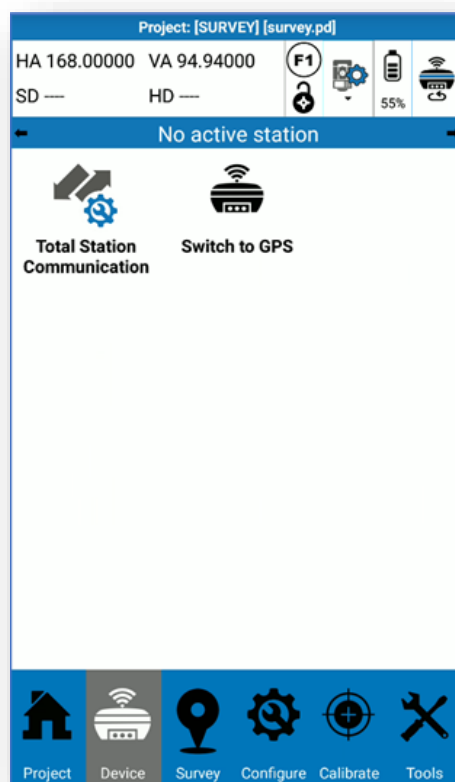 Project: [SURVEY] [survey.pd]
HA 168.00000 VA 94.94000
F1
SD ---- HD ----
55%
No active station
Total Station Communication
Switch to GPS
Project Device Survey Configure Calibrate Tools